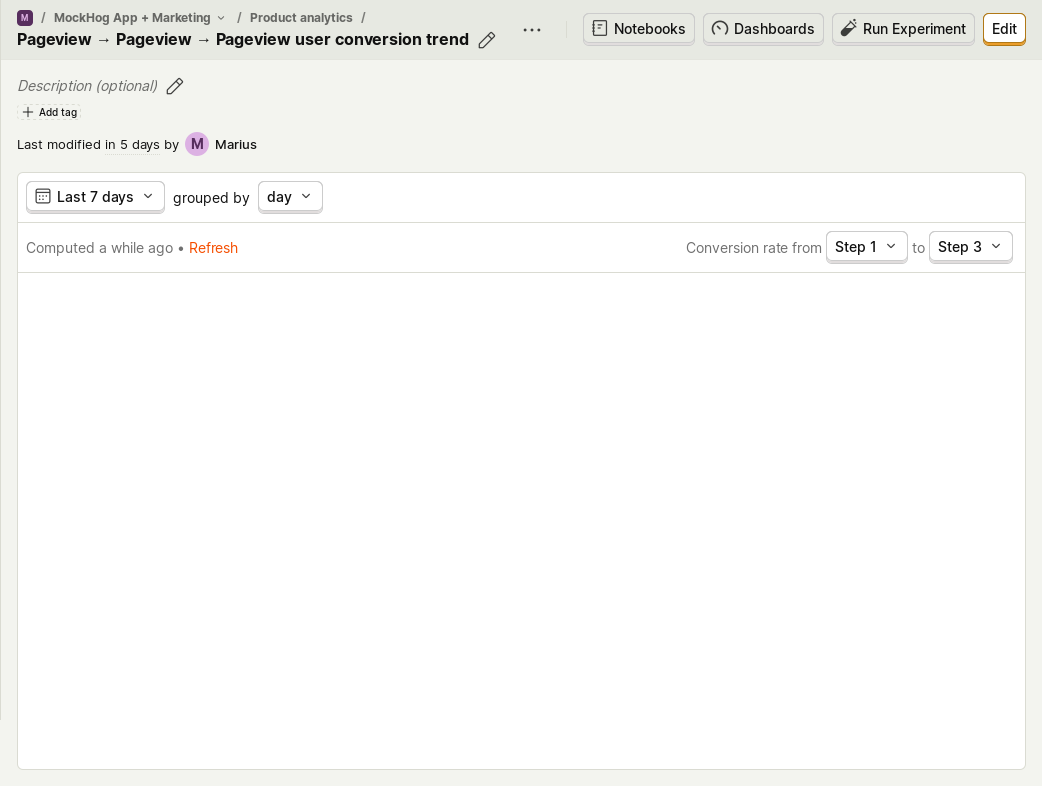 M / MockHog App + Marketing / Product analytics /
Pageview → Pageview → Pageview user conversion trend
Notebooks Dashboards Run Experiment Edit
Description (optional)
Add tag
Last modified in 5 days by M Marius
Last 7 days grouped by day
Computed a while ago • Refresh Conversion rate from Step 1 to Step 3